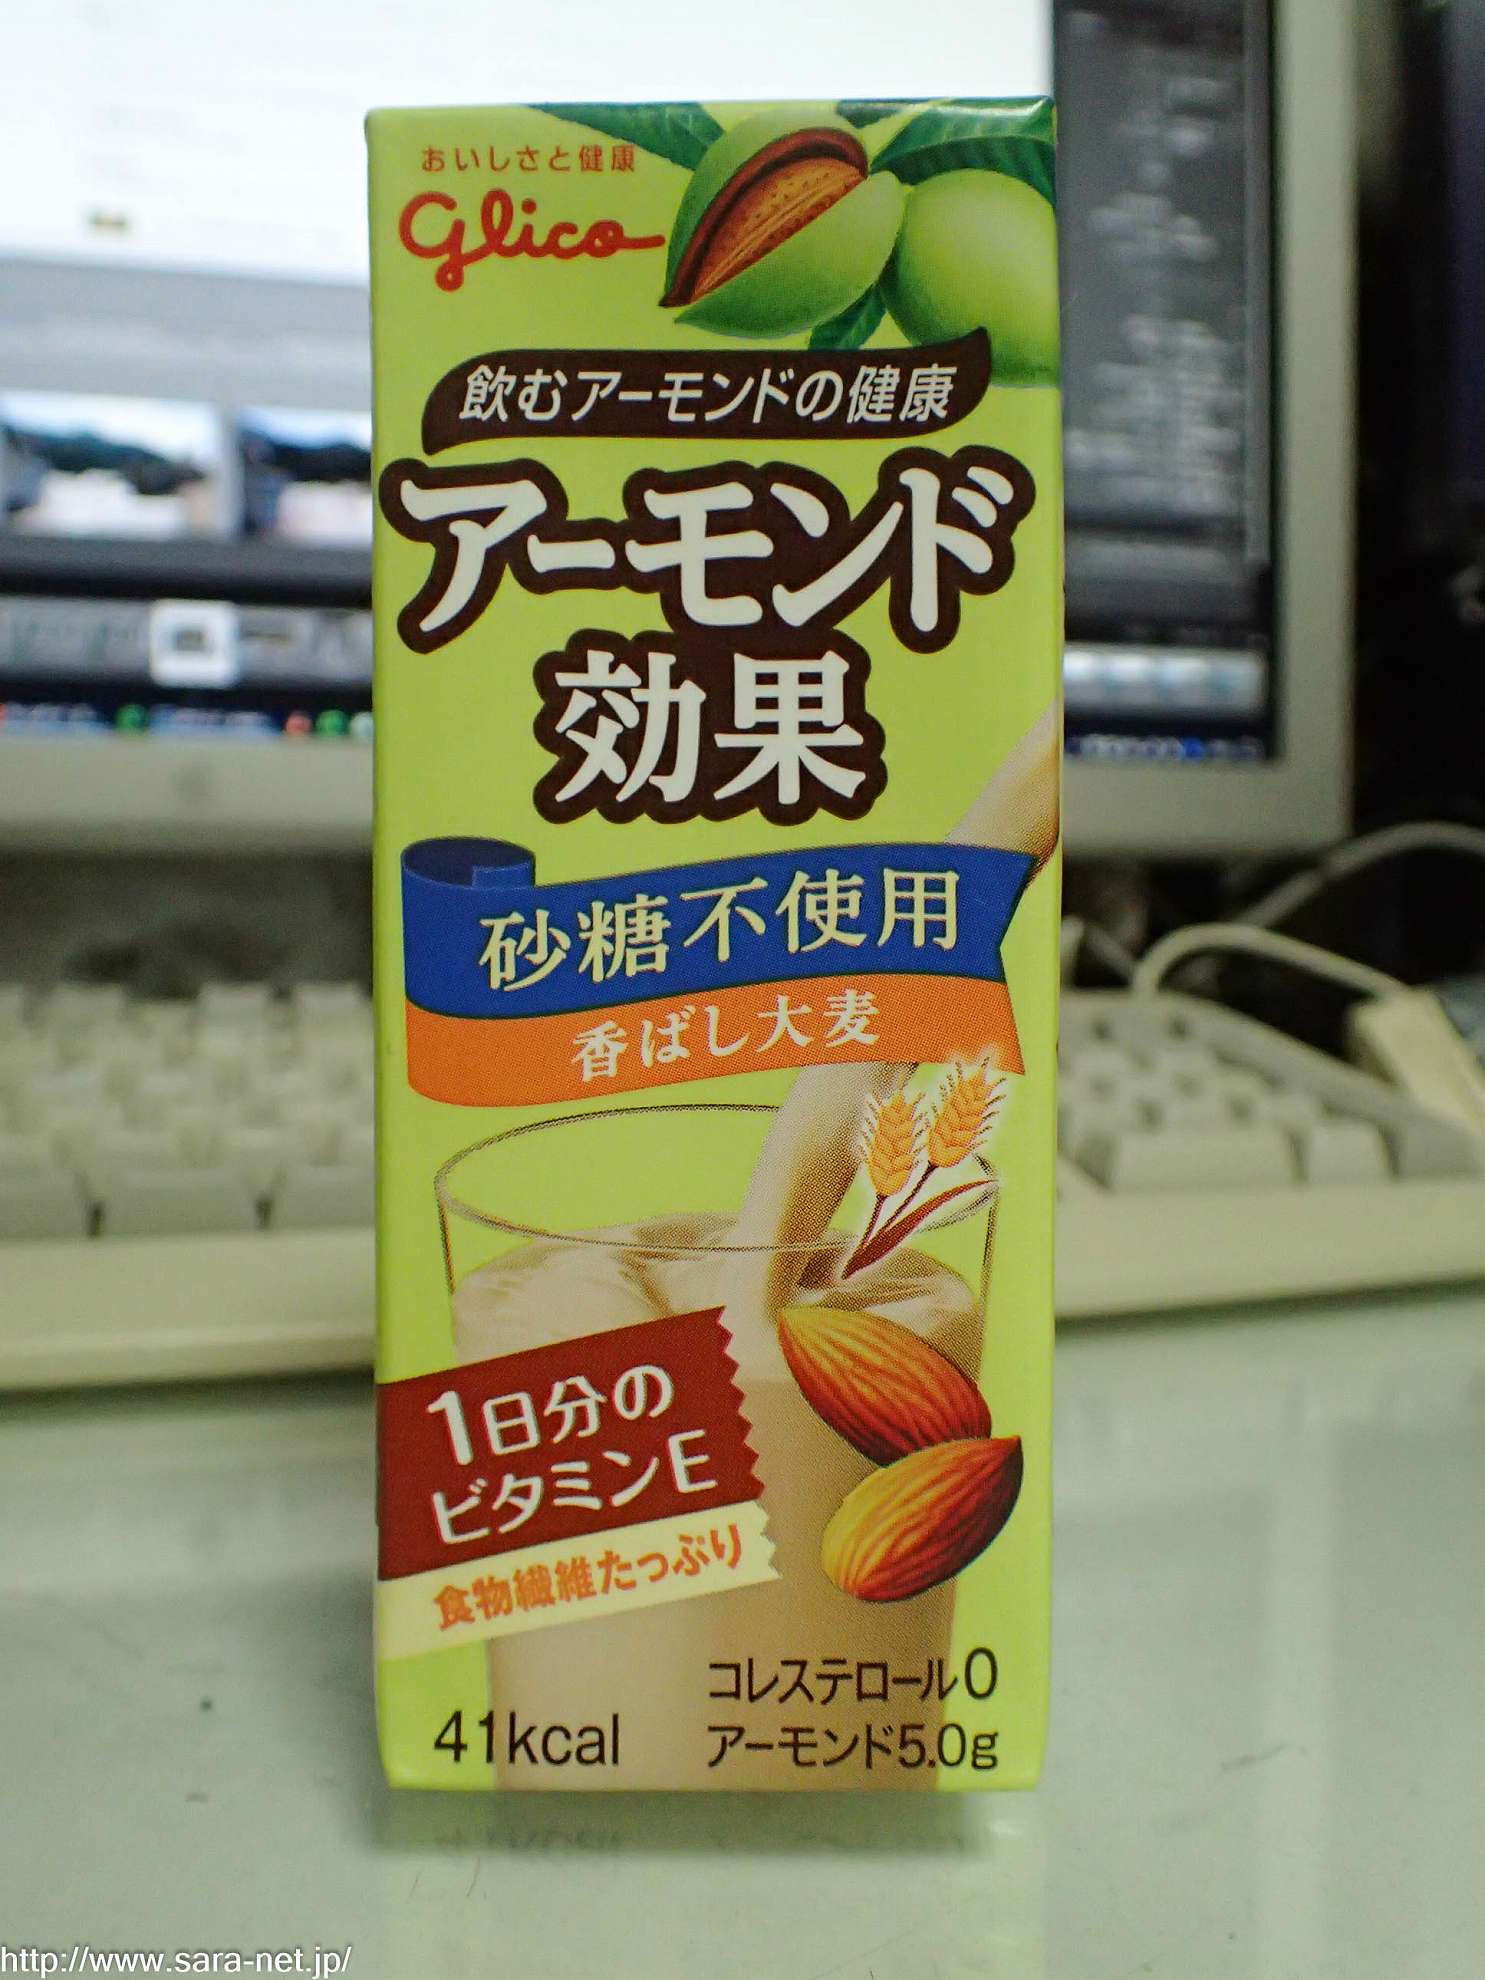 おいしさと健康
glico
飲むアーモンドの健康
アーモンド
効果
砂糖不使用
香ばし大麦
1日分の
ビタミンE
食物繊維たっぷり
コレステロール0
41kcal アーモンド5.0g
http://www.sara-net.jp/